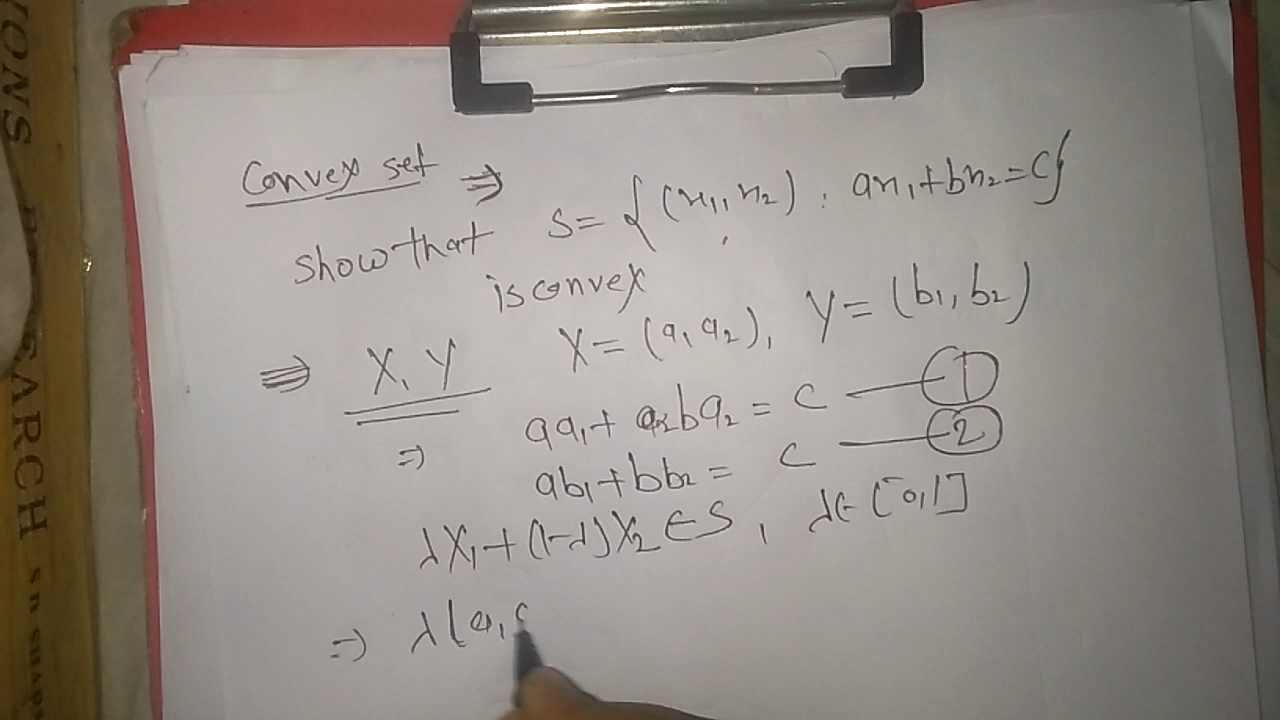 Convex set ⇒
show that S = { (x₁, x₂) : ax₁ + bx₂ = c}
is convex
⇒ X, Y X = (a₁ a₂), Y = (b₁, b₂)
⇒ aa₁ + ba₂ = c — ①
ab₁ + bb₂ = c — ②
λX₁ + (1-λ)X₂ ∈ S, λ ∈ [0,1]
⇒ λ(a₁